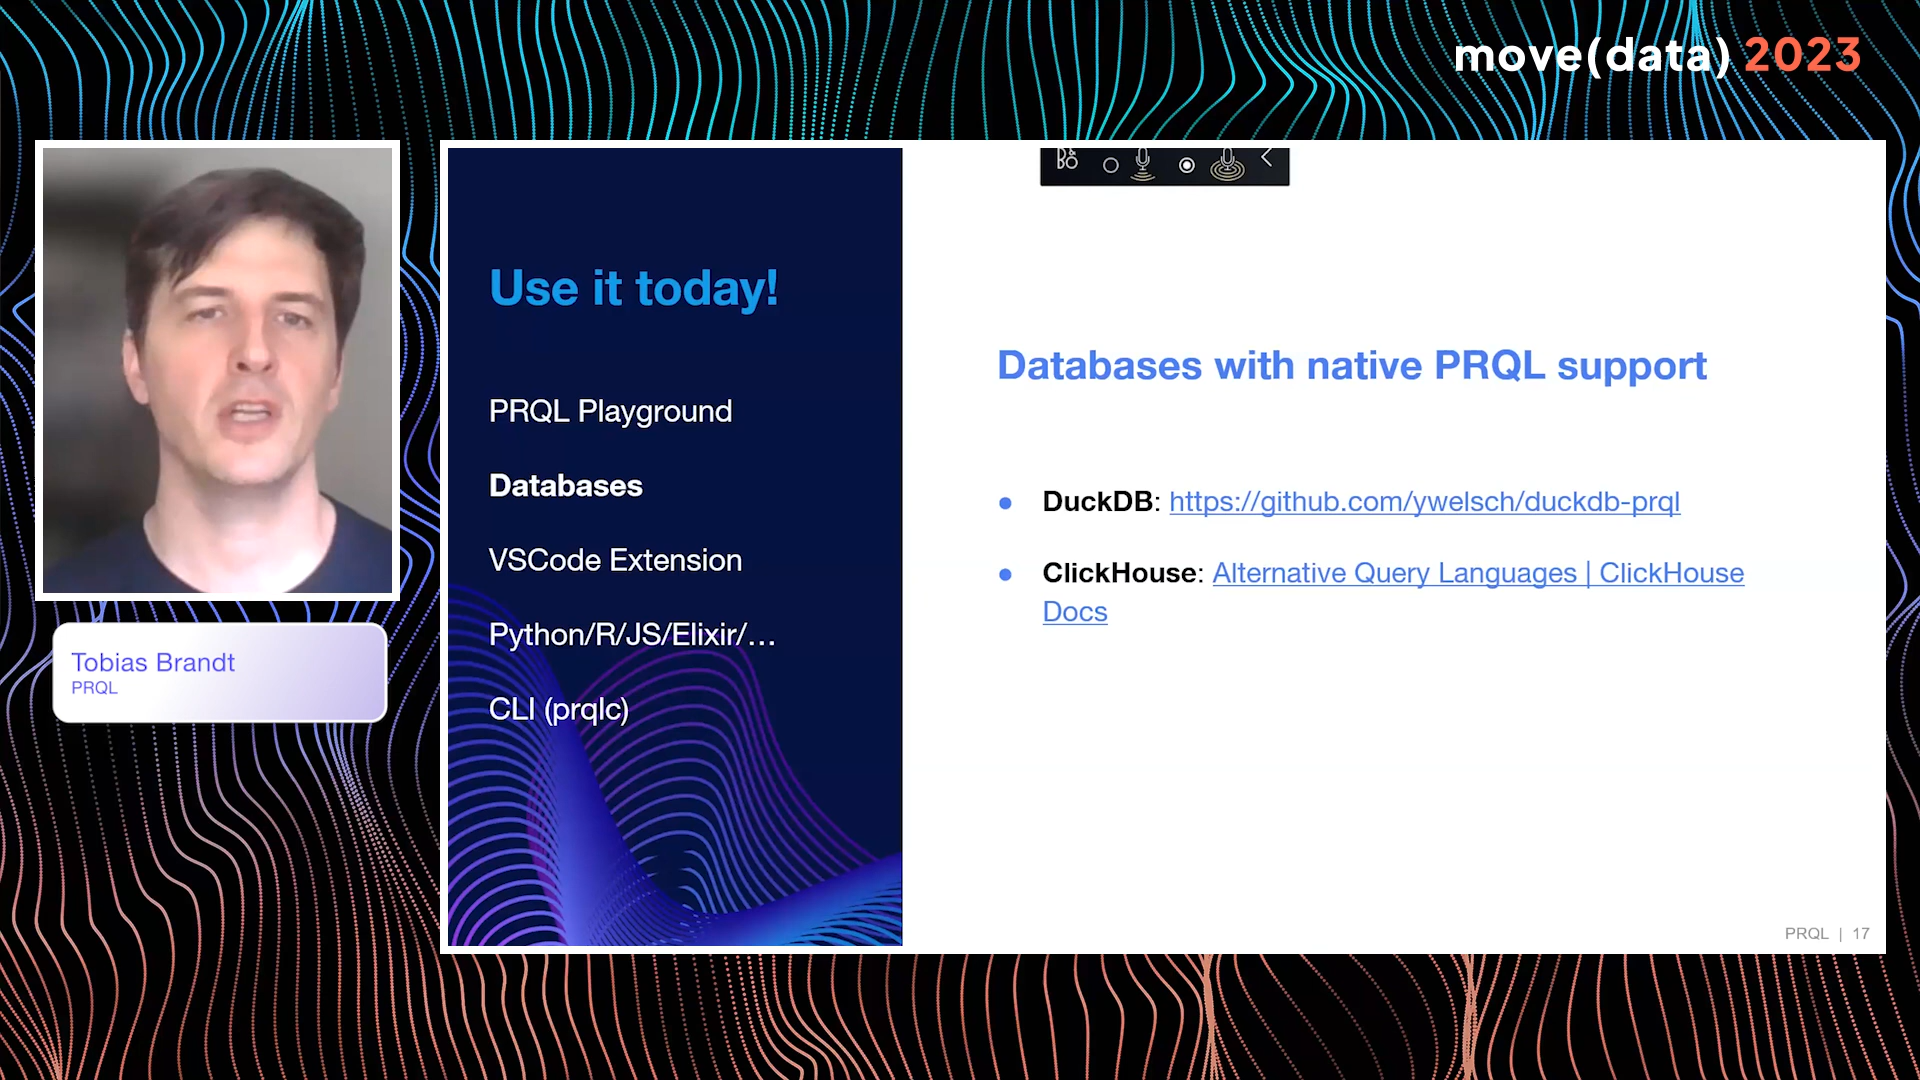 move(data) 2023
Tobias Brandt
PRQL
Use it today!
PRQL Playground
Databases
VSCode Extension
Python/R/JS/Elixir/…
CLI (prqlc)
Databases with native PRQL support
● DuckDB: https://github.com/ywelsch/duckdb-prql
● ClickHouse: Alternative Query Languages | ClickHouse
Docs
PRQL | 17